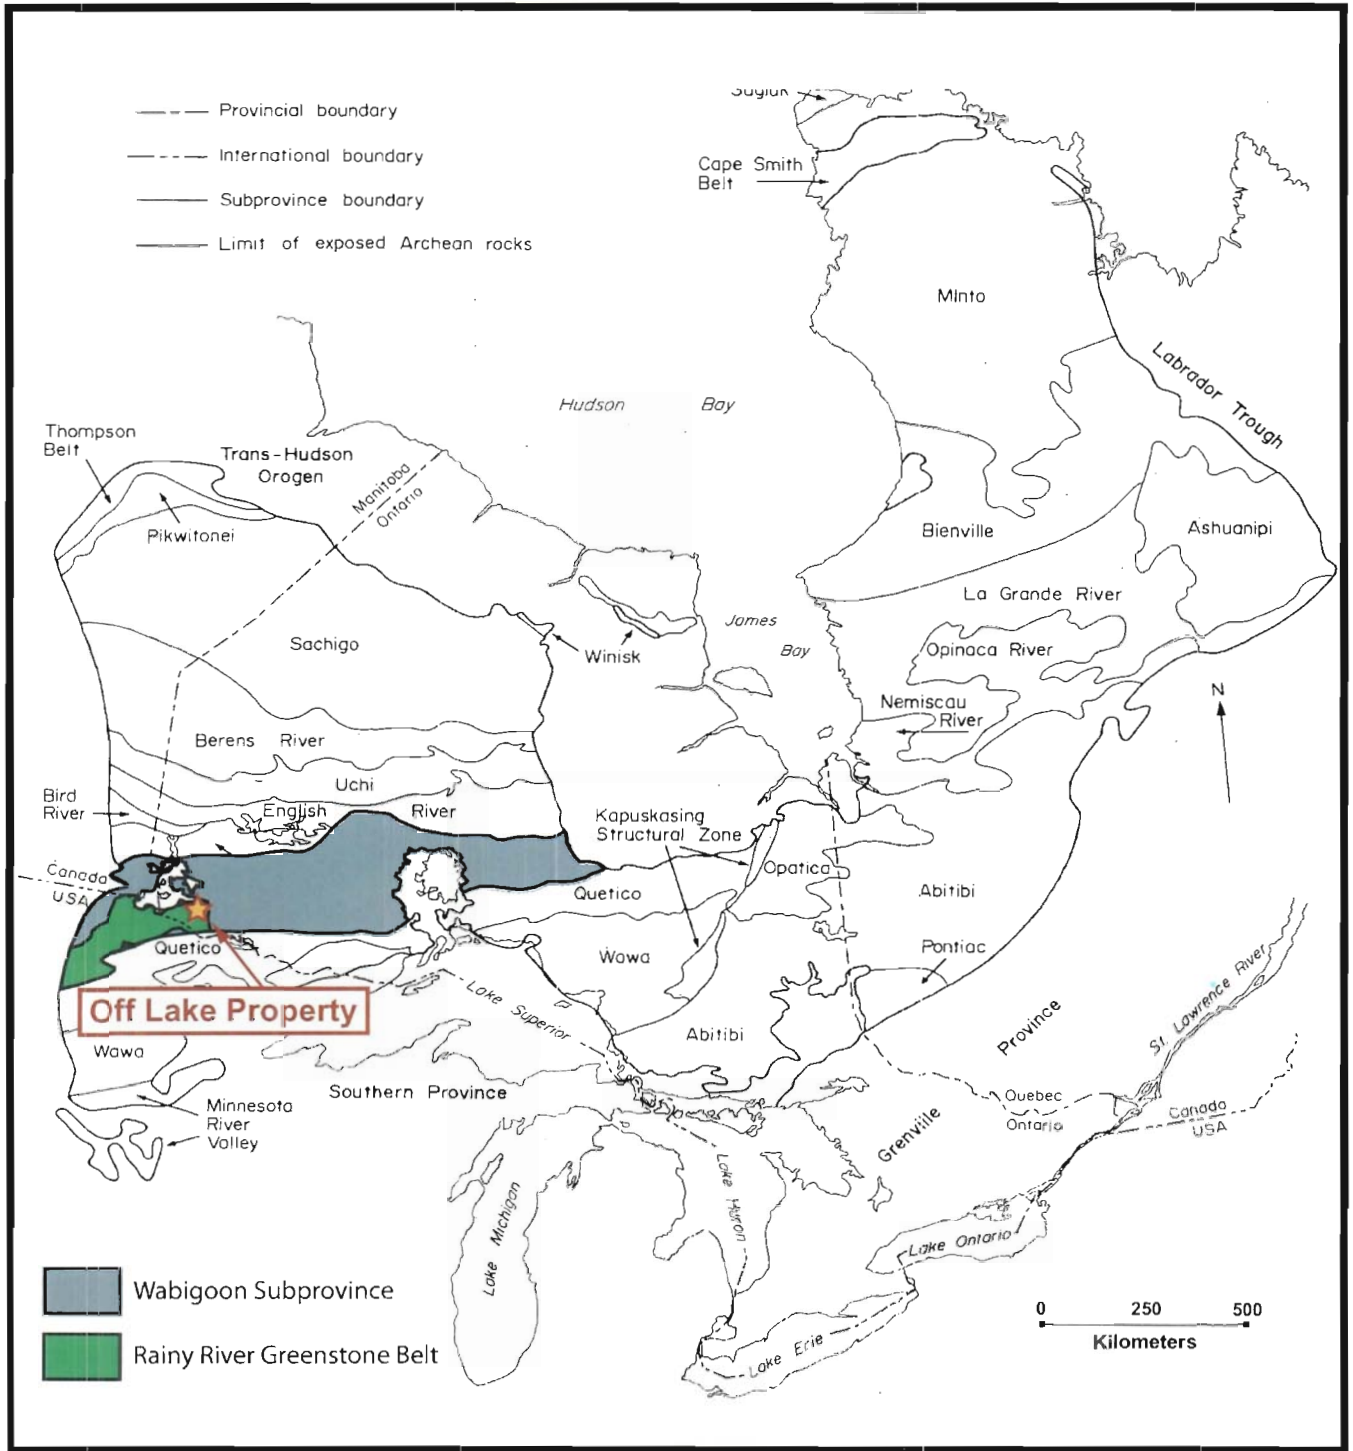 Provincial boundary
International boundary
Subprovince boundary
Limit of exposed Archean rocks
Cape Smith
Belt
Minto
Labrador Trough
Hudson Bay
Thompson
Belt
Trans-Hudson
Orogen
Manitoba
Ontario
Pikwitonei
Bienville
Ashuanipi
La Grande River
James
Bay
Sachigo
Winisk
Opinaca River
Nemiscau
River
N
Berens River
Uchi
Bird
River
English River
Kapuskasing
Structural Zone
Opatica
Canada
USA
Quetico
Abitibi
Quetico
Wawa
Pontiac
Off Lake Property
Lake Superior
Abitibi
Province
St. Lawrence River
Wawa
Southern Province
Minnesota
River
Valley
Quebec
Ontario
Canada
USA
Grenville
Lake Michigan
Lake Huron
Lake Ontario
Lake Erie
Wabigoon Subprovince
Rainy River Greenstone Belt
0 250 500
Kilometers